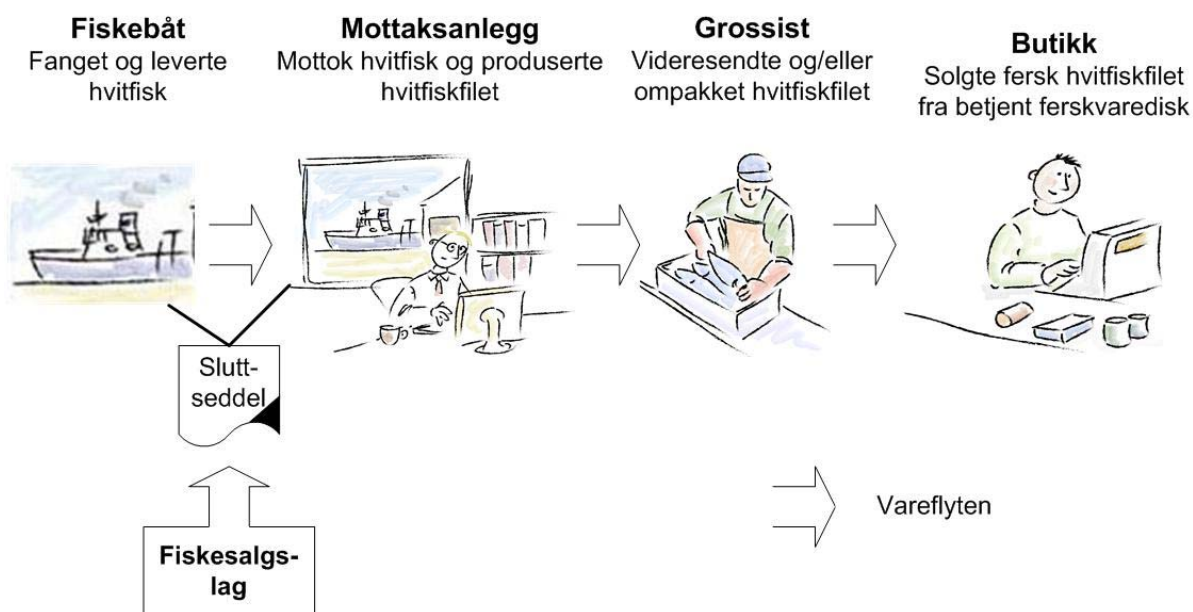 Fiskebåt
Fanget og leverte
hvitfisk
Mottaksanlegg
Mottok hvitfisk og produserte
hvitfiskfilet
Grossist
Videresendte og/eller
ompakket hvitfiskfilet
Butikk
Solgte fersk hvitfiskfilet
fra betjent ferskvaredisk
Slutt-
seddel
Fiskesalgs-
lag
Vareflyten